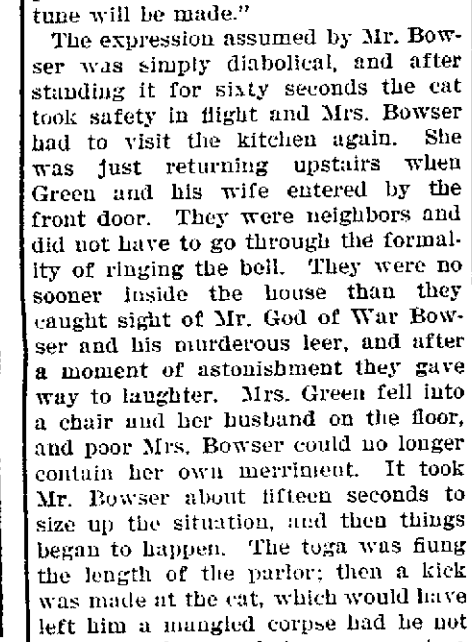 tune will be made."
The expression assumed by Mr. Bow-
ser was simply diabolical, and after
standing it for sixty seconds the cat
took safety in flight and Mrs. Bowser
had to visit the kitchen again. She
was just returning upstairs when
Green and his wife entered by the
front door. They were neighbors and
did not have to go through the formal-
ity of ringing the bell. They were no
sooner inside the house than they
caught sight of Mr. God of War Bow-
ser and his murderous leer, and after
a moment of astonishment they gave
way to laughter. Mrs. Green fell into
a chair and her husband on the floor,
and poor Mrs. Bowser could no longer
contain her own merriment. It took
Mr. Bowser about fifteen seconds to
size up the situation, and then things
began to happen. The toga was flung
the length of the parlor; then a kick
was made at the cat, which would have
left him a mangled corpse had he not